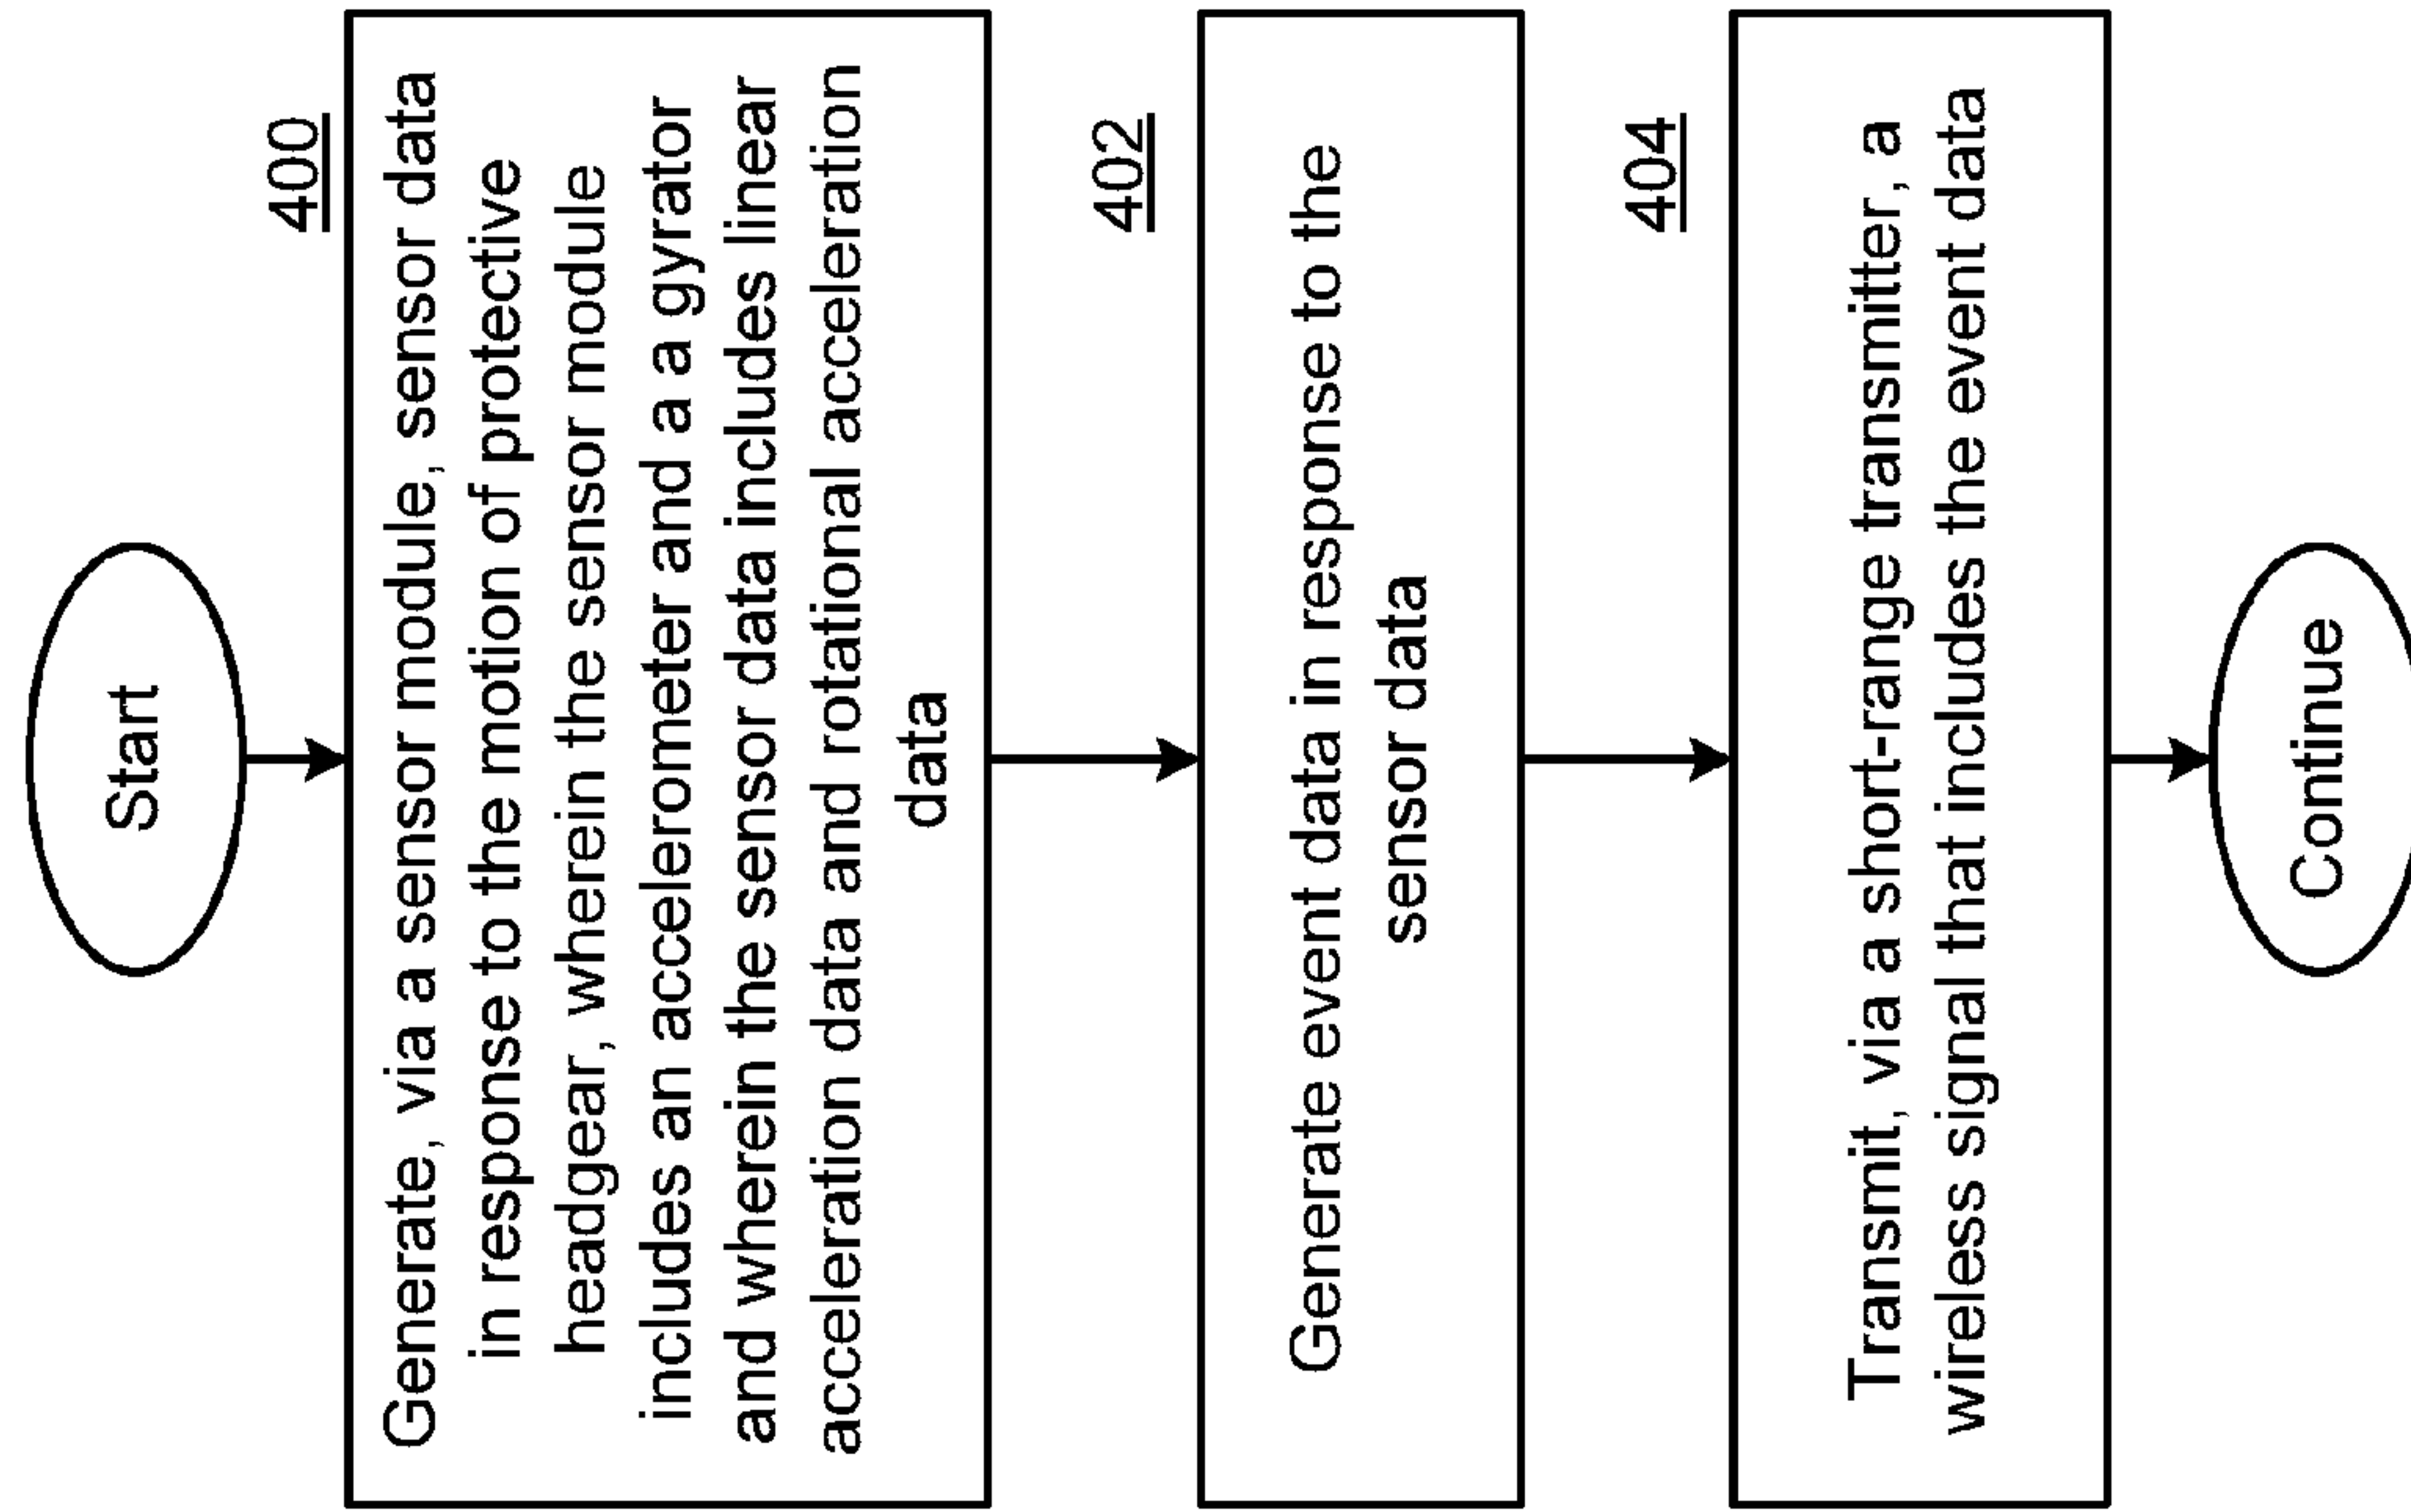 Start
400
Generate, via a sensor module, sensor data
in response to the motion of protective
headgear, wherein the sensor module
includes an accelerometer and a a gyrator
and wherein the sensor data includes linear
acceleration data and rotational acceleration
data
402
Generate event data in response to the
sensor data
404
Transmit, via a short-range transmitter, a
wireless signal that includes the event data
Continue